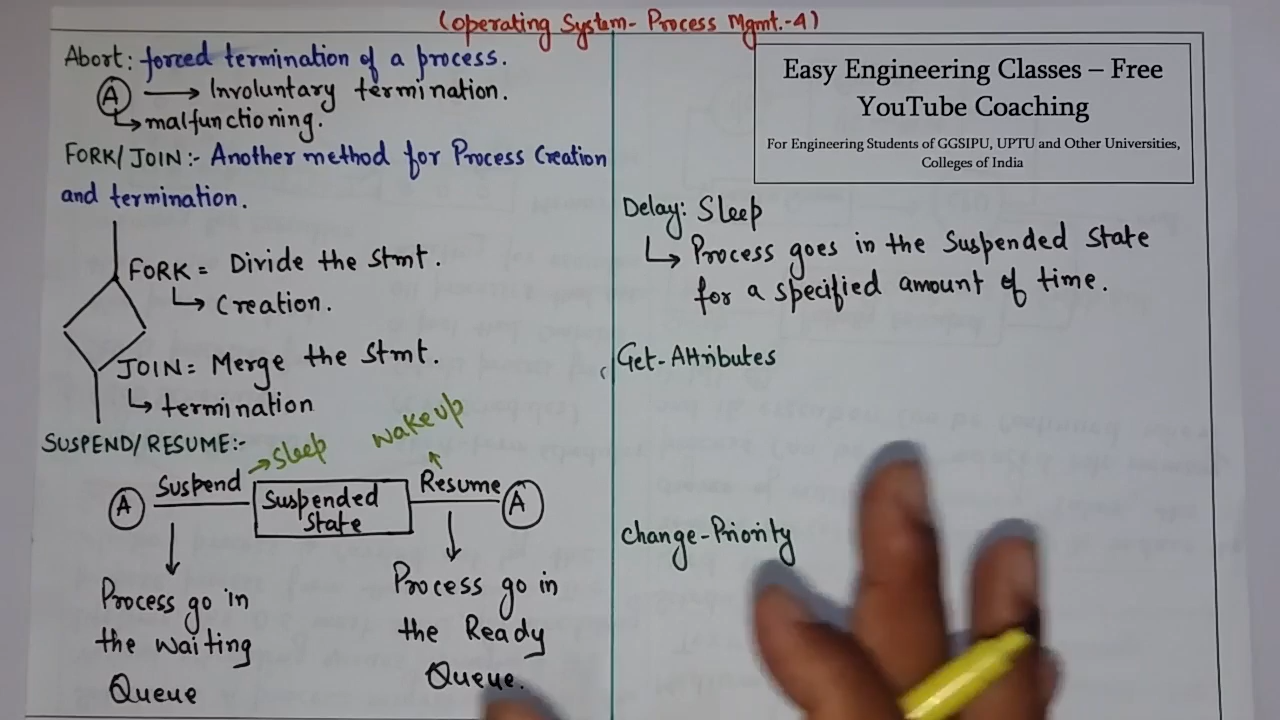 (operating System- Process Mgmt.-4)
Abort: forced termination of a process.
A → Involuntary termination.
↳ malfunctioning.
FORK/JOIN:- Another method for Process Creation
and termination.
FORK = Divide the Stmt.
↳ Creation.
JOIN = Merge the Stmt.
↳ termination
SUSPEND/RESUME:-
→ Sleep
wakeup
A Suspend Suspended State Resume A
Process go in
the Waiting
Queue
Process go in
the Ready
Queue.
Easy Engineering Classes – Free
YouTube Coaching
For Engineering Students of GGSIPU, UPTU and Other Universities,
Colleges of India
Delay: Sleep
↳ Process goes in the Suspended State
for a specified amount of time.
Get-Attributes
Change-Priority